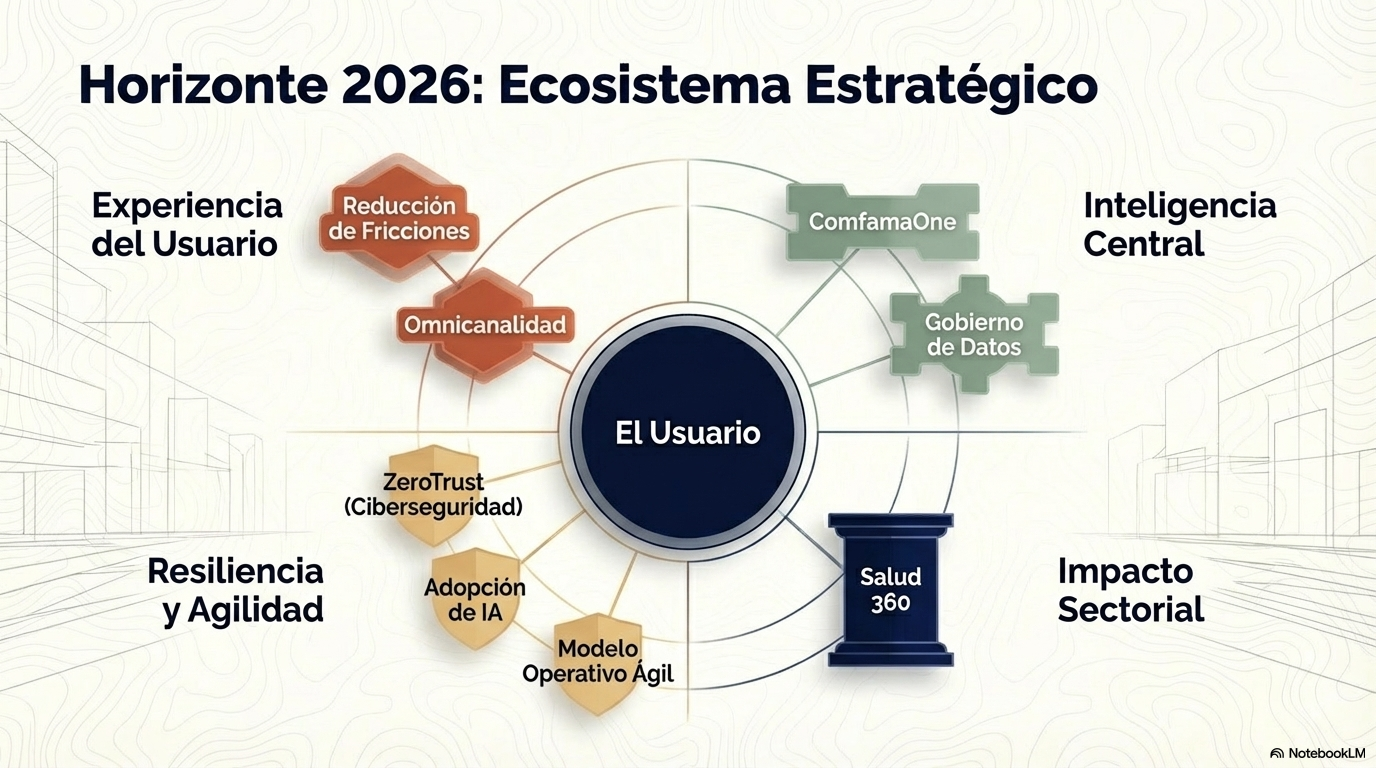 Horizonte 2026: Ecosistema Estratégico
Experiencia
del Usuario
Reducción
de Fricciones
Omnicanalidad
ComfamaOne
Gobierno
de Datos
Inteligencia
Central
El Usuario
ZeroTrust
(Ciberseguridad)
Adopción
de IA
Modelo
Operativo Ágil
Resiliencia
y Agilidad
Salud
360
Impacto
Sectorial
NotebookLM